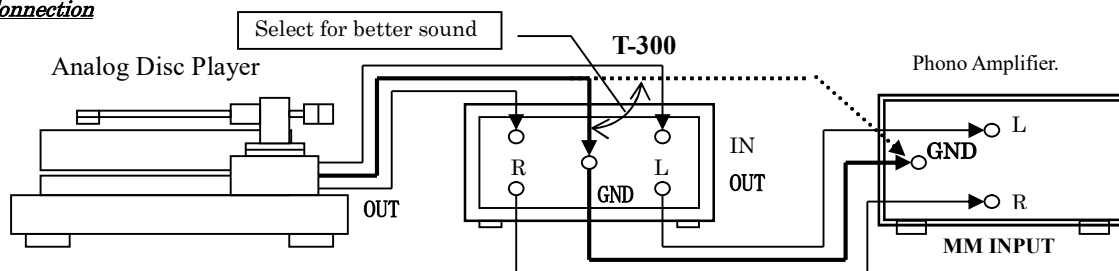 onnection
Select for better sound
T-300
Analog Disc Player
Phono Amplifier.
L
IN
GND
R
L
OUT
GND
OUT
R
MM INPUT